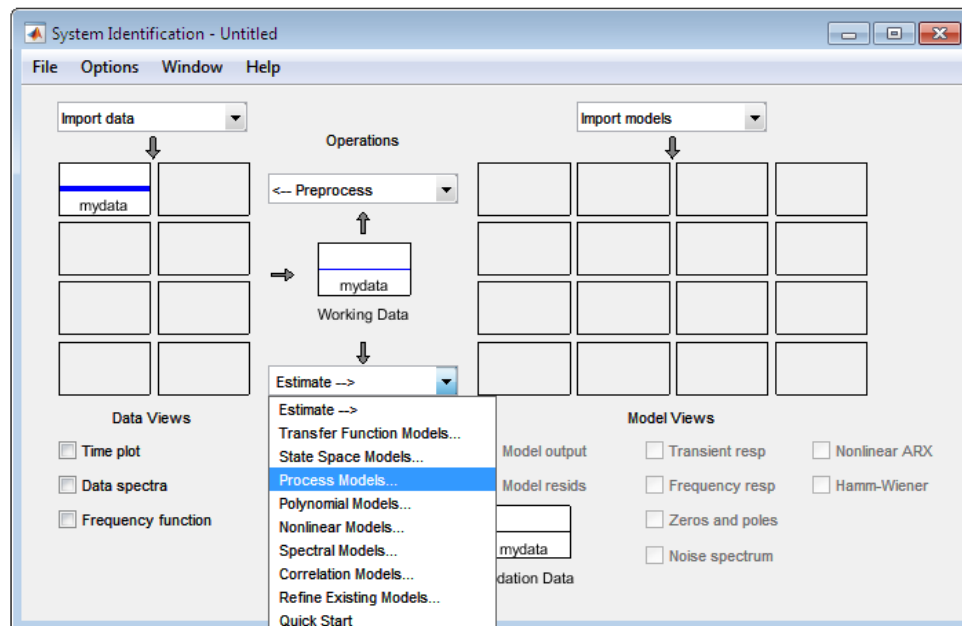 System Identification - Untitled
File Options Window Help
Import data
Import models
Operations
mydata
<-- Preprocess
mydata
Working Data
Estimate -->
Estimate -->
Transfer Function Models...
State Space Models...
Process Models...
Polynomial Models...
Nonlinear Models...
Spectral Models...
Correlation Models...
Refine Existing Models...
Quick Start
Data Views
Time plot
Data spectra
Frequency function
Model Views
Model output
Transient resp
Nonlinear ARX
Model resids
Frequency resp
Hamm-Wiener
Zeros and poles
Noise spectrum
mydata
dation Data